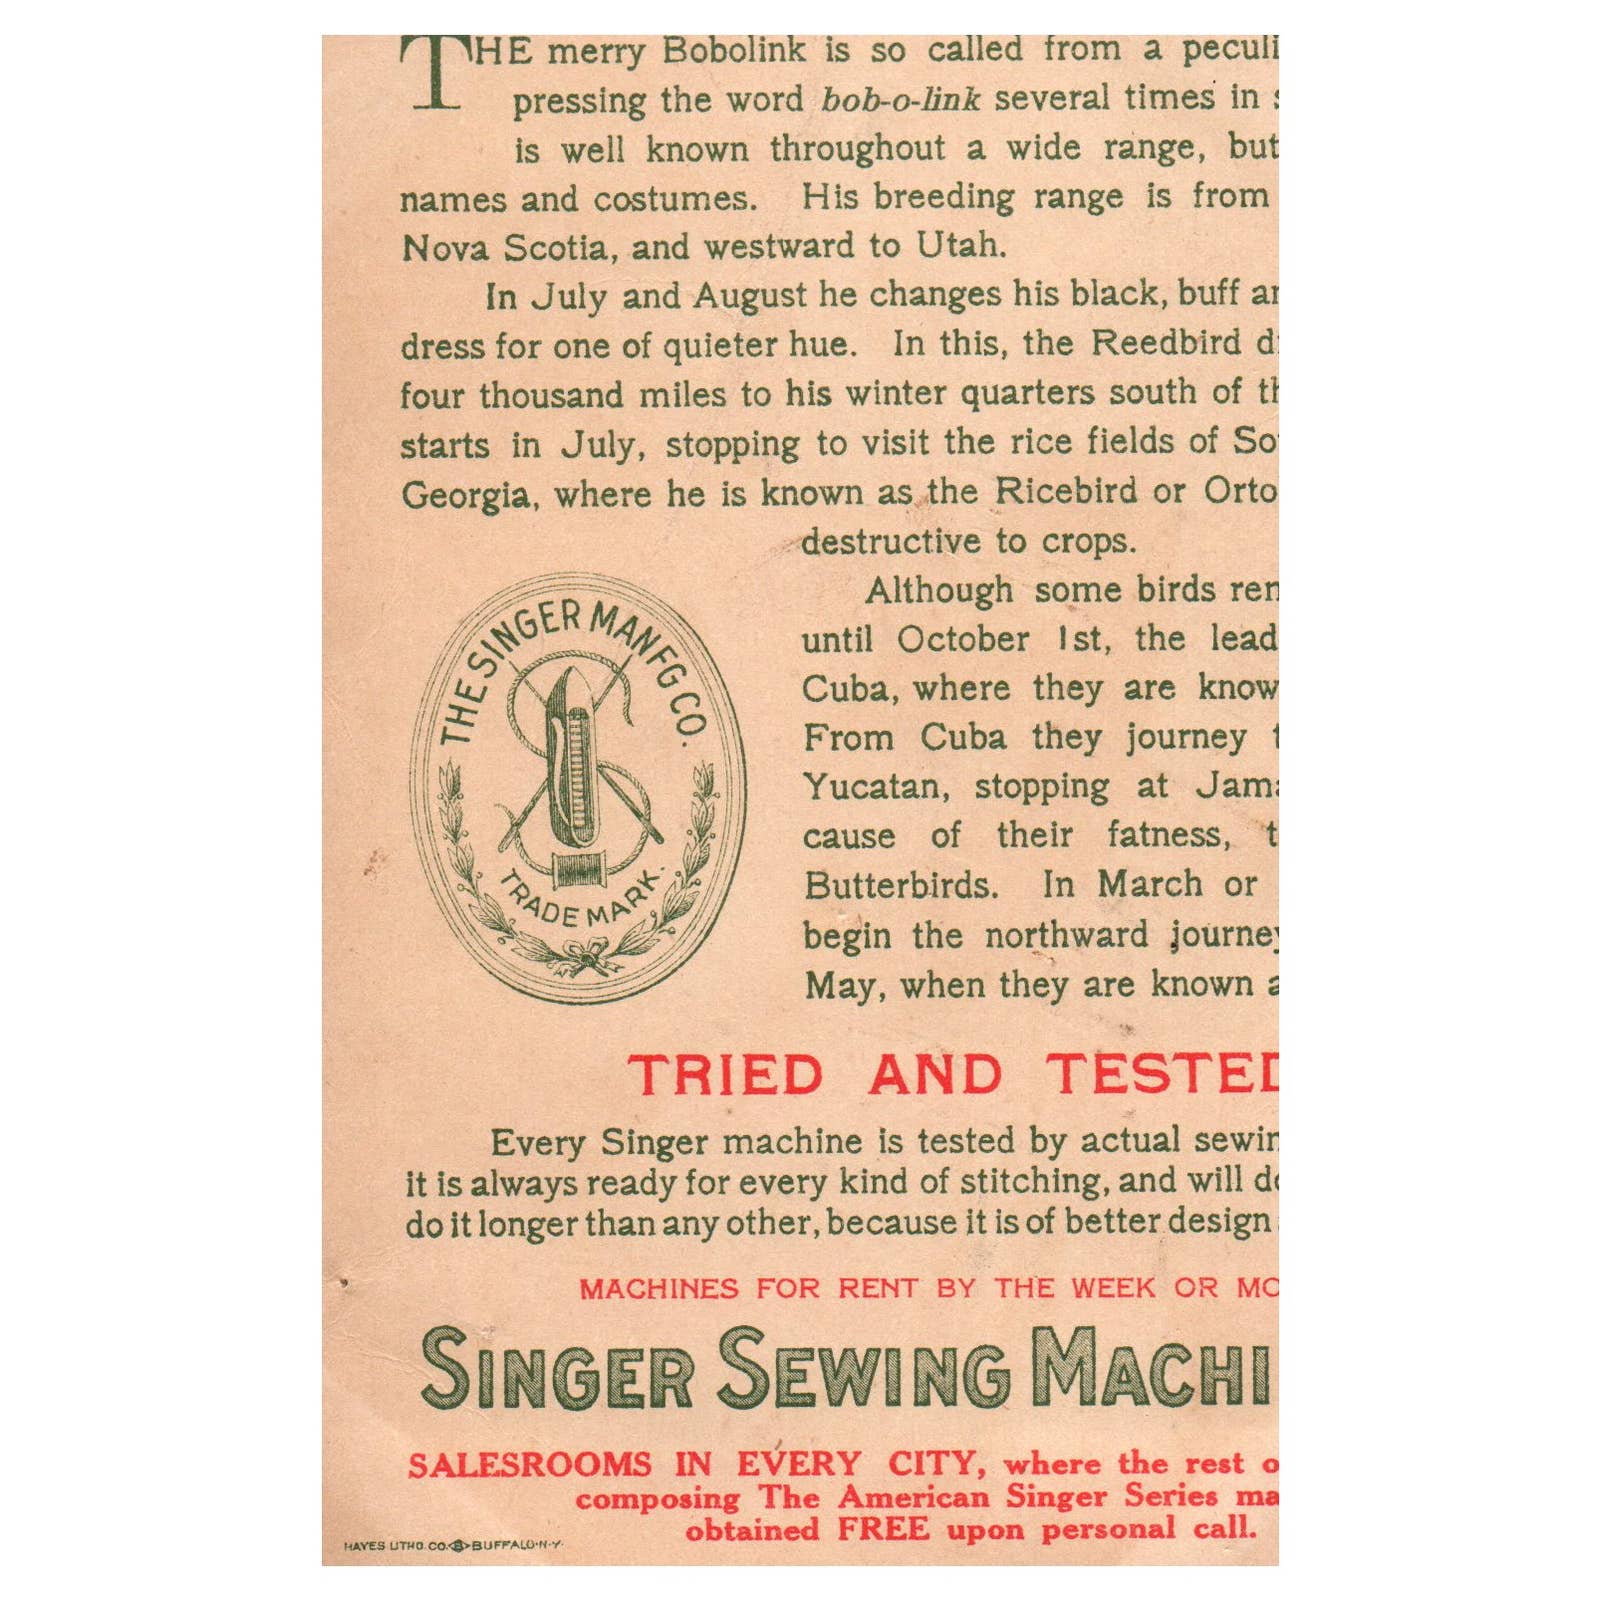 THE merry Bobolink is so called from a
pressing the word bob-o-link several times in
is well known throughout a wide range, but
names and costumes. His breeding range is from
Nova Scotia, and westward to Utah.
In July and August he changes his black, buff
dress for one of quieter hue. In this, the Reedbird
four thousand miles to his winter quarters south of
starts in July, stopping to visit the rice fields of
Georgia, where he is known as the Ricebird or
destructive to crops.
Although some birds
until October 1st, the
Cuba, where they are
From Cuba they journey
Yucatan, stopping at
cause of their fatness,
Butterbirds. In March or
begin the northward
May, when they are known
THE SINGER MANFG CO.
TRADE MARK.
TRIED AND TESTED
Every Singer machine is tested by actual
it is always ready for every kind of stitching, and will
do it longer than any other, because it is of better design
MACHINES FOR RENT BY THE WEEK OR
SINGER SEWING
SALESROOMS IN EVERY CITY, where the rest
composing The American Singer Series
obtained FREE upon personal call.
HAYES LITHO. CO. BUFFALO. N.Y.